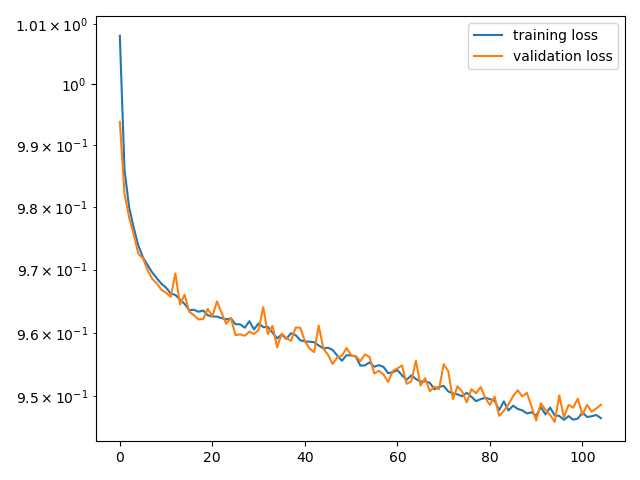 1.01 × 10⁰
10⁰
9.9 × 10⁻¹
9.8 × 10⁻¹
9.7 × 10⁻¹
9.6 × 10⁻¹
9.5 × 10⁻¹
training loss
validation loss
0 20 40 60 80 100